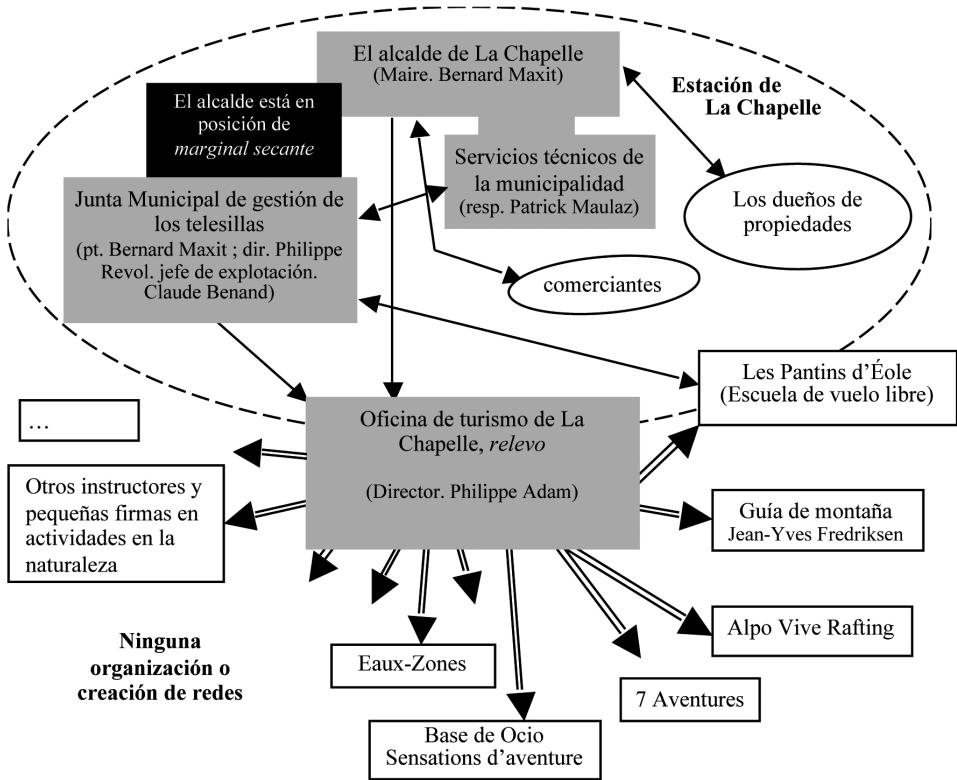 El alcalde de La Chapelle
(Maire. Bernard Maxit)
Estación de
La Chapelle
El alcalde está en
posición de
marginal secante
Servicios técnicos de
la municipalidad
(resp. Patrick Maulaz)
Junta Municipal de gestión de
los telesillas
(pt. Bernard Maxit ; dir. Philippe
Revol. jefe de explotación.
Claude Benand)
Los dueños de
propiedades
comerciantes
Les Pantins d’Éole
(Escuela de vuelo libre)
…
Oficina de turismo de La
Chapelle, relevo
(Director. Philippe Adam)
Otros instructores y
pequeñas firmas en
actividades en la
naturaleza
Guía de montaña
Jean-Yves Fredriksen
Alpo Vive Rafting
Ninguna
organización o
creación de redes
Eaux-Zones
7 Aventures
Base de Ocio
Sensations d’aventure